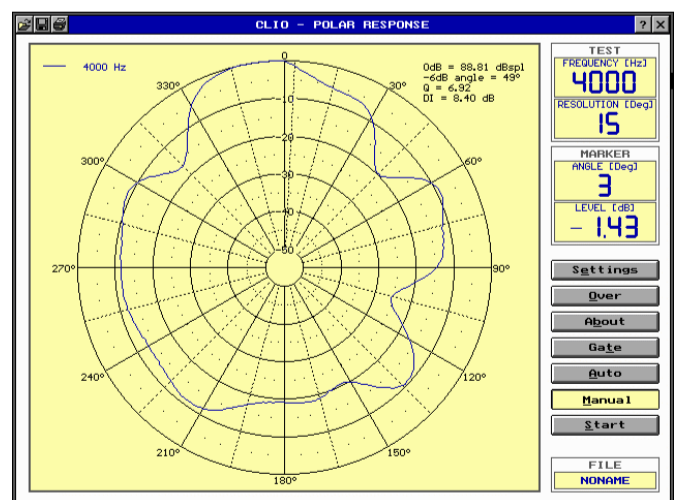 CLIO - POLAR RESPONSE
? X
4000 Hz
0dB = 88.81 dBspl
-6dB angle = 49°
Q = 6.92
DI = 8.40 dB
0
30°
60°
90°
120°
150°
180°
210°
240°
270°
300°
330°
-10
-20
-30
-40
-50
TEST
FREQUENCY [Hz]
4000
RESOLUTION [Deg]
15
MARKER
ANGLE [Deg]
3
LEVEL [dB]
- 1.43
Settings
Over
About
Gate
Auto
Manual
Start
FILE
NONAME